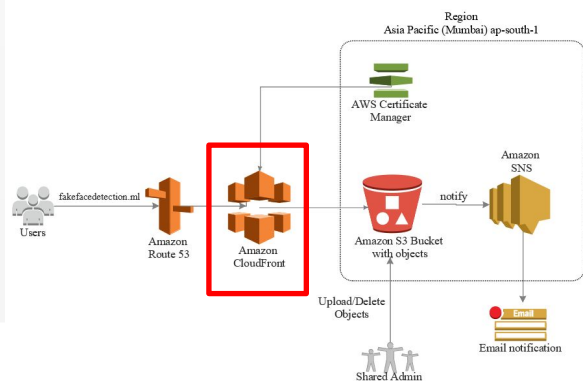 Region
Asia Pacific (Mumbai) ap-south-1
AWS Certificate
Manager
Amazon
SNS
fakefacedetection.ml
notify
Users
Amazon
Route 53
Amazon
CloudFront
Amazon S3 Bucket
with objects
Upload/Delete
Objects
Email
Email notification
Shared Admin